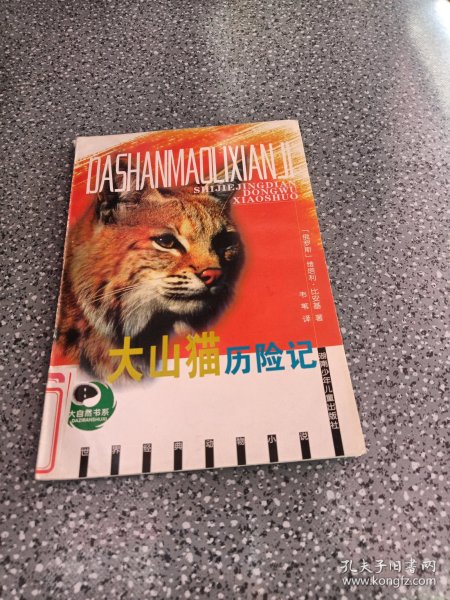 DASHANMAOLIXIANJI
SHIJIEJINGDIAN
DONGWU
XIAOSHUO
[俄罗斯] 维塔利·比安基 著
韦苇 译
大山猫历险记
湖南少年儿童出版社
大自然书系
DAZIRANSHUXI
世界经典动物小说
孔夫子旧书网
www.kongfz.com